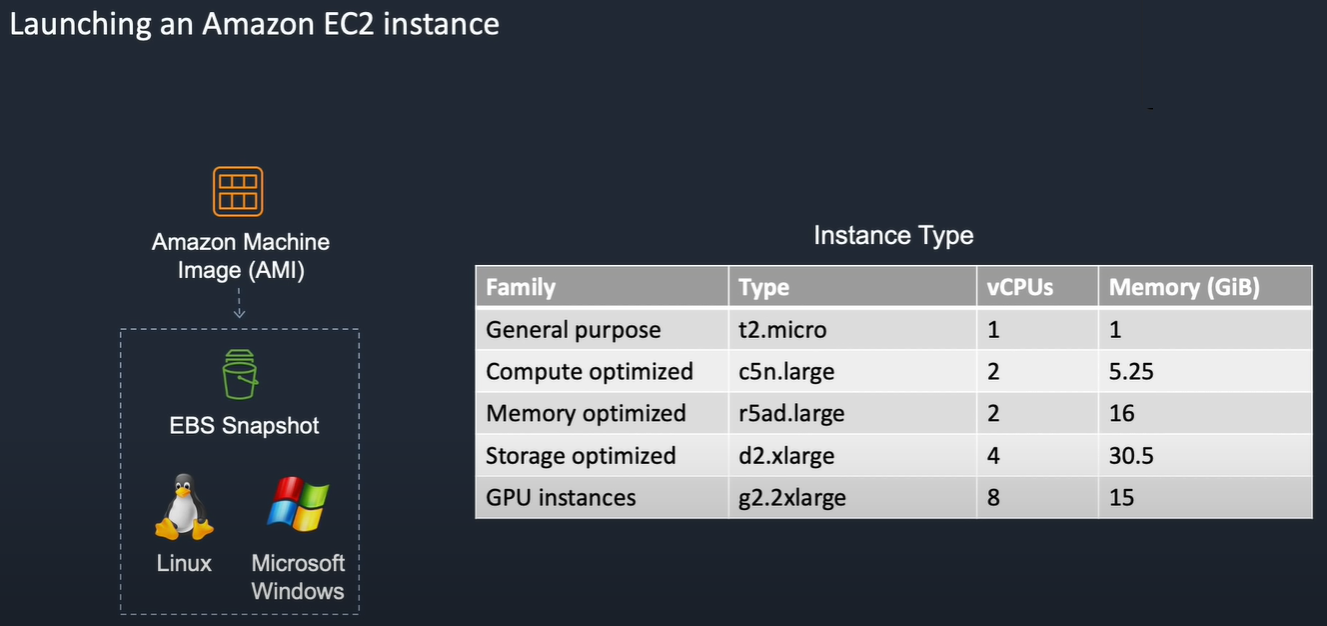 Launching an Amazon EC2 instance
Amazon Machine
Image (AMI)
EBS Snapshot
Linux
Microsoft
Windows
Instance Type
Family Type vCPUs Memory (GiB)
General purpose t2.micro 1 1
Compute optimized c5n.large 2 5.25
Memory optimized r5ad.large 2 16
Storage optimized d2.xlarge 4 30.5
GPU instances g2.2xlarge 8 15